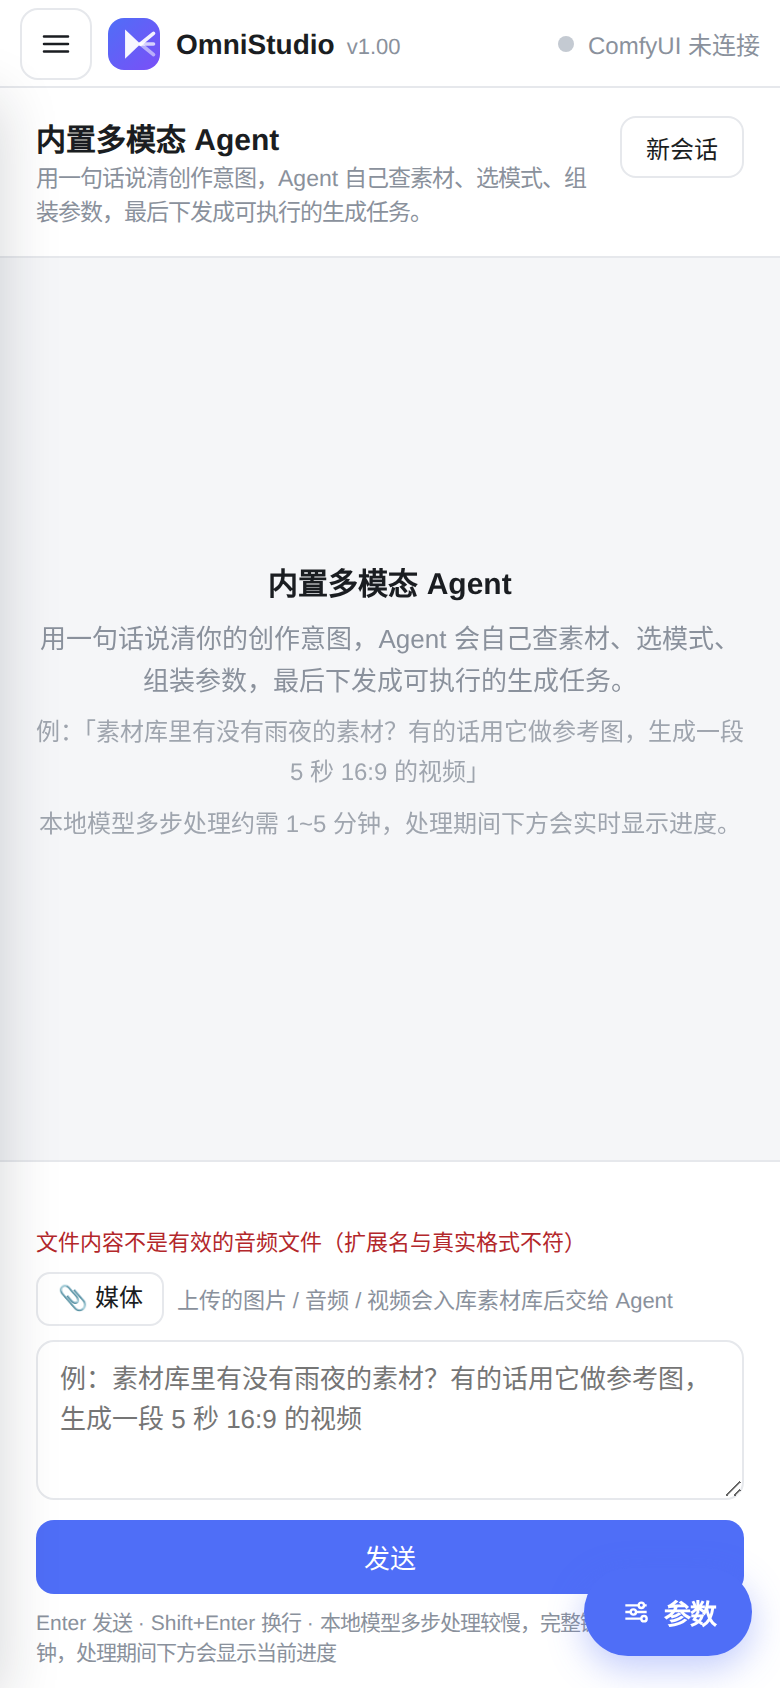 OmniStudio v1.00
ComfyUI 未连接
内置多模态 Agent
新会话
用一句话说清创作意图，Agent 自己查素材、选模式、组
装参数，最后下发成可执行的生成任务。
内置多模态 Agent
用一句话说清你的创作意图，Agent 会自己查素材、选模式、
组装参数，最后下发成可执行的生成任务。
例：「素材库里有没有雨夜的素材？有的话用它做参考图，生成一段
5 秒 16:9 的视频」
本地模型多步处理约需 1~5 分钟，处理期间下方会实时显示进度。
文件内容不是有效的音频文件（扩展名与真实格式不符）
媒体
上传的图片 / 音频 / 视频会入库素材库后交给 Agent
例：素材库里有没有雨夜的素材？有的话用它做参考图，
生成一段 5 秒 16:9 的视频
发送
Enter 发送 · Shift+Enter 换行 · 本地模型多步处理较慢，完整
钟，处理期间下方会显示当前进度
参数